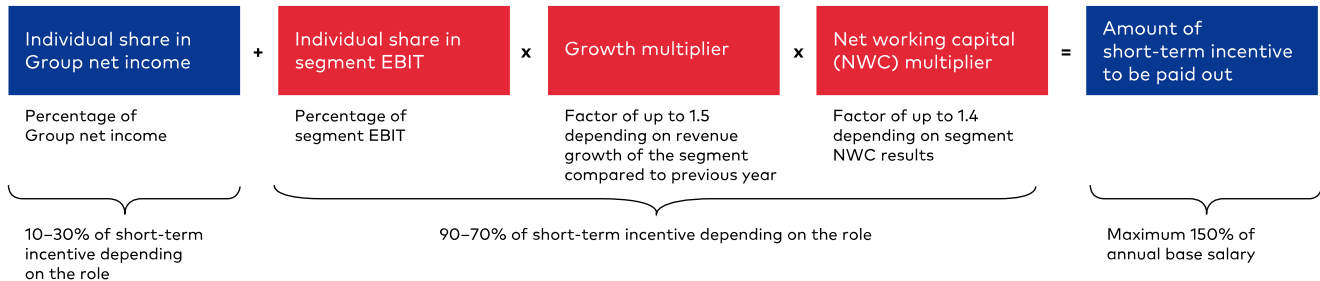 Individual share in
Group net income
+
Individual share in
segment EBIT
x
Growth multiplier
x
Net working capital
(NWC) multiplier
=
Amount of
short-term incentive
to be paid out
Percentage of
Group net income
Percentage of
segment EBIT
Factor of up to 1.5
depending on revenue
growth of the segment
compared to previous year
Factor of up to 1.4
depending on segment
NWC results
10–30% of short-term
incentive depending
on the role
90–70% of short-term incentive depending on the role
Maximum 150% of
annual base salary